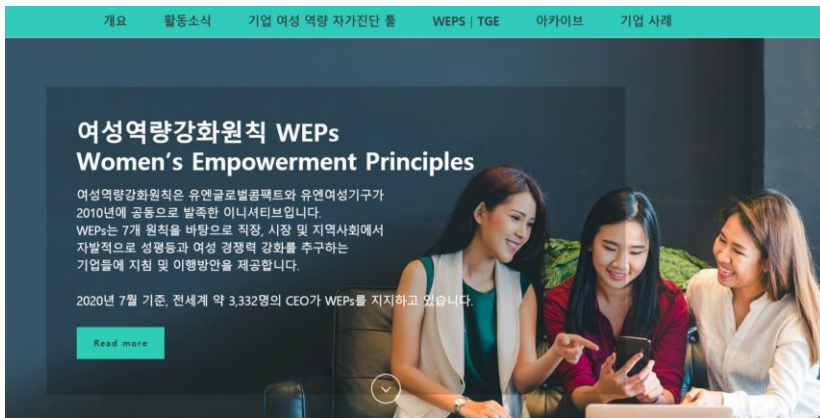 개요 활동소식 기업 여성 역량 자가진단 툴 WEPS | TGE 아카이브 기업 사례
여성역량강화원칙 WEPs
Women's Empowerment Principles
여성역량강화원칙은 유엔글로벌콤팩트와 유엔여성기구가
2010년에 공동으로 발족한 이니셔티브입니다.
WEPs는 7개 원칙을 바탕으로 직장, 시장 및 지역사회에서
자발적으로 성평등과 여성 경쟁력 강화를 추구하는
기업들에 지침 및 이행방안을 제공합니다.
2020년 7월 기준, 전세계 약 3,332명의 CEO가 WEPs를 지지하고 있습니다.
Read more